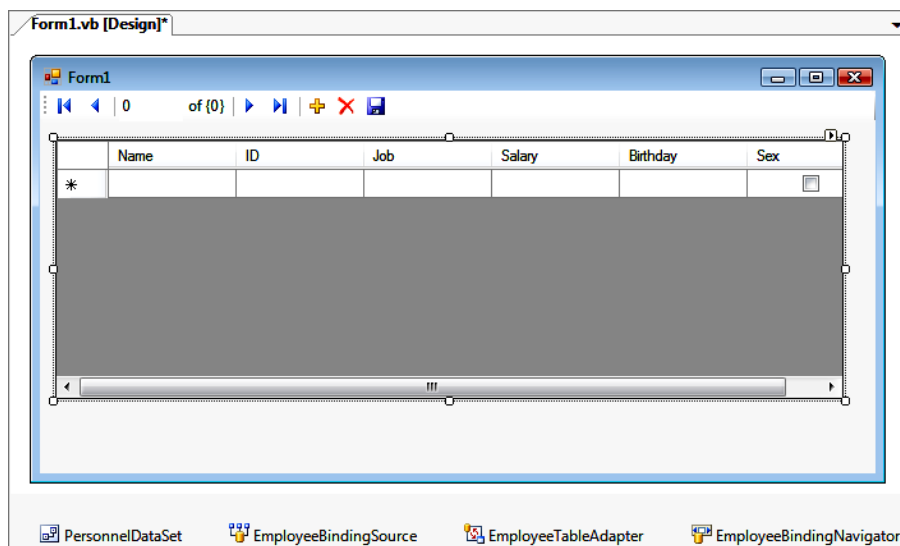 Form1.vb [Design]*
Form1
0 of {0}
Name ID Job Salary Birthday Sex
PersonnelDataSet EmployeeBindingSource EmployeeTableAdapter EmployeeBindingNavigator